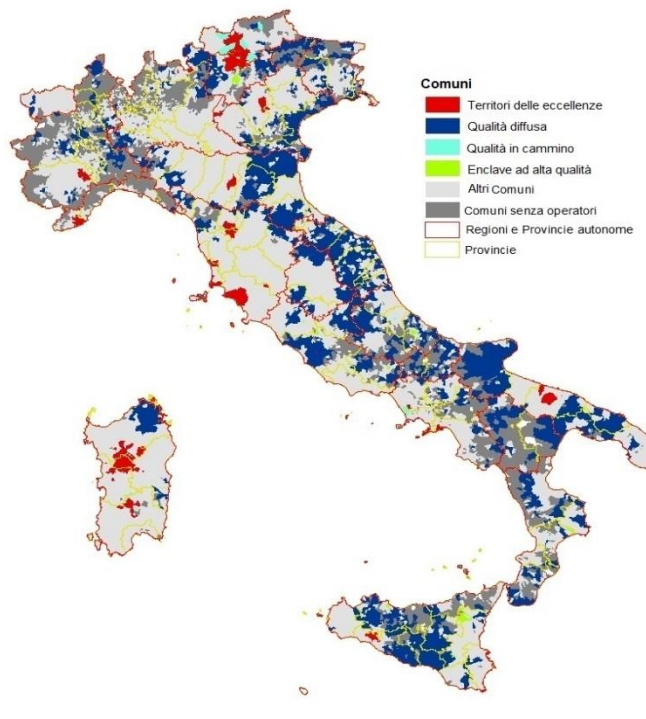 Comuni
Territori delle eccellenze
Qualità diffusa
Qualità in cammino
Enclave ad alta qualità
Altri Comuni
Comuni senza operatori
Regioni e Provincie autonome
Provincie